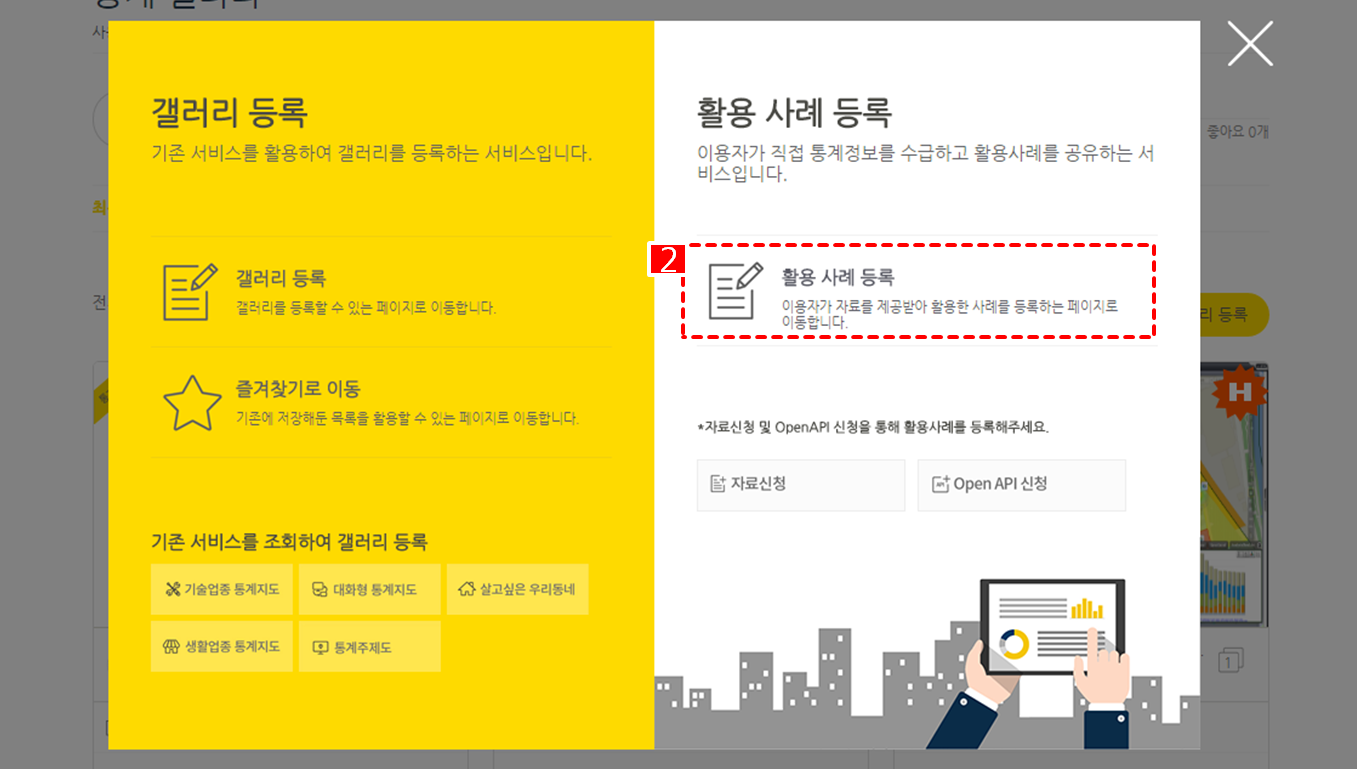 갤러리 등록
기존 서비스를 활용하여 갤러리를 등록하는 서비스입니다.
갤러리 등록
갤러리를 등록할 수 있는 페이지로 이동합니다.
즐겨찾기로 이동
기존에 저장해둔 목록을 활용할 수 있는 페이지로 이동합니다.
기존 서비스를 조회하여 갤러리 등록
기술업종 통계지도
대화형 통계지도
살고싶은 우리동네
생활업종 통계지도
통계주제도
활용 사례 등록
이용자가 직접 통계정보를 수급하고 활용사례를 공유하는 서
비스입니다.
2
활용 사례 등록
이용자가 자료를 제공받아 활용한 사례를 등록하는 페이지로
이동합니다.
*자료신청 및 OpenAPI 신청을 통해 활용사례를 등록해주세요.
자료신청
API
Open API 신청
좋아요 0개
리 등록
H
1